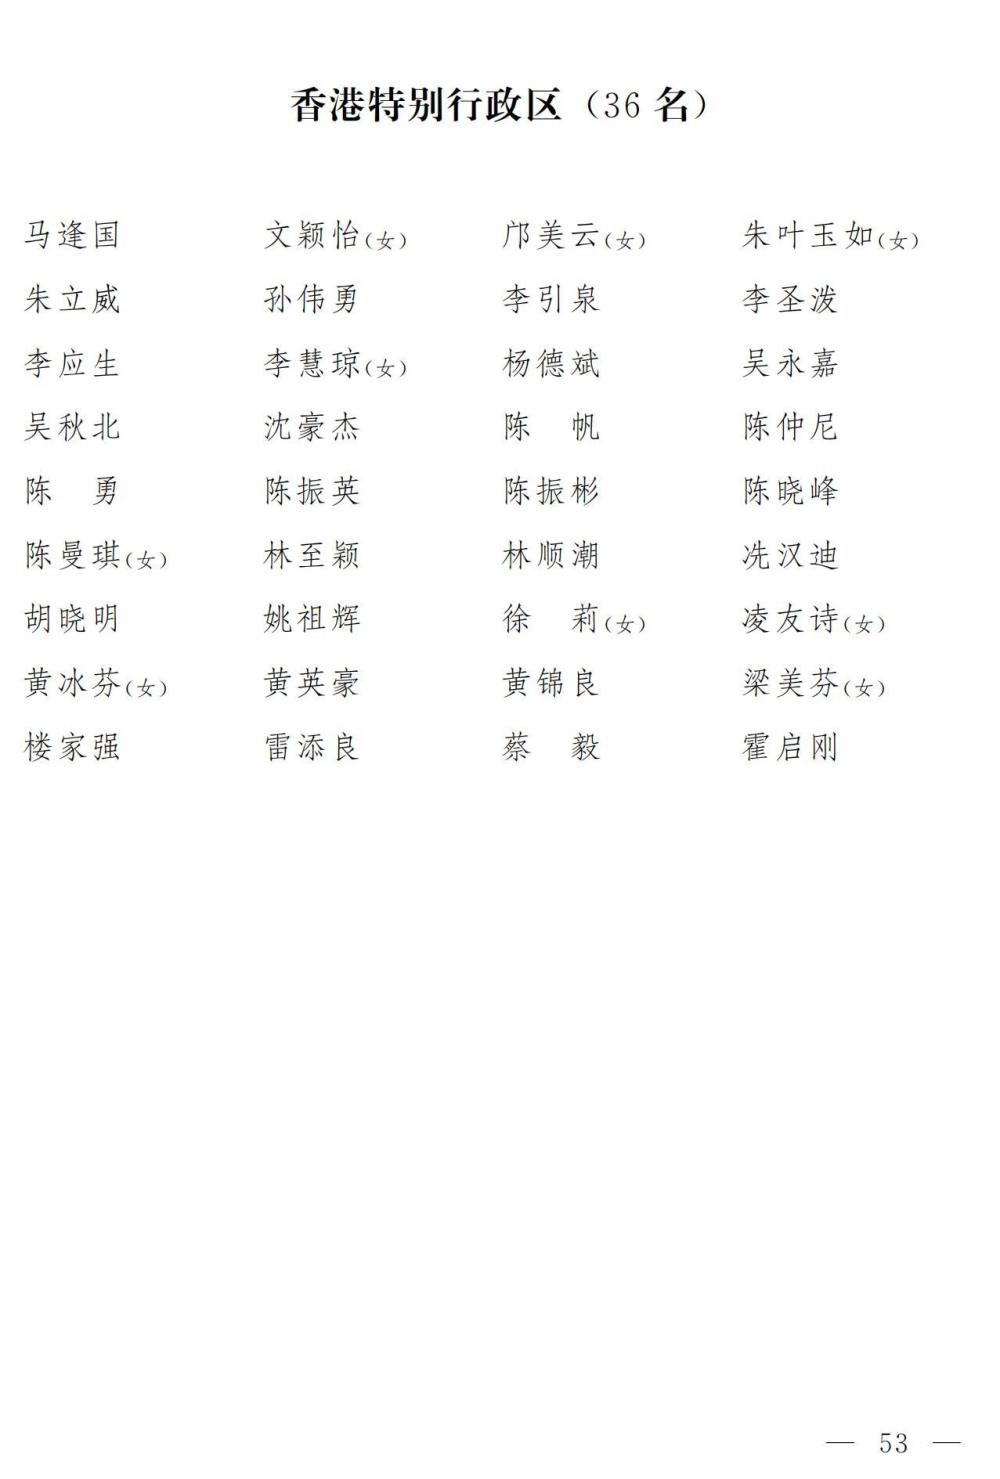 香港特别行政区（36 名）
马逢国 文颖怡（女） 邝美云（女） 朱叶玉如（女）
朱立威 孙伟勇 李引泉 李圣泼
李应生 李慧琼（女） 杨德斌 吴永嘉
吴秋北 沈豪杰 陈　帆 陈仲尼
陈　勇 陈振英 陈振彬 陈晓峰
陈曼琪（女） 林至颖 林顺潮 冼汉迪
胡晓明 姚祖辉 徐　莉（女） 凌友诗（女）
黄冰芬（女） 黄英豪 黄锦良 梁美芬（女）
楼家强 雷添良 蔡　毅 霍启刚
— 53 —